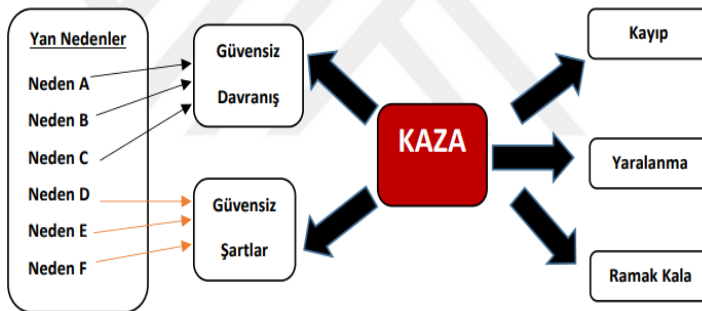 Yan Nedenler
Neden A
Neden B
Neden C
Neden D
Neden E
Neden F
Güvensiz
Davranış
Güvensiz
Şartlar
KAZA
Kayıp
Yaralanma
Ramak Kala